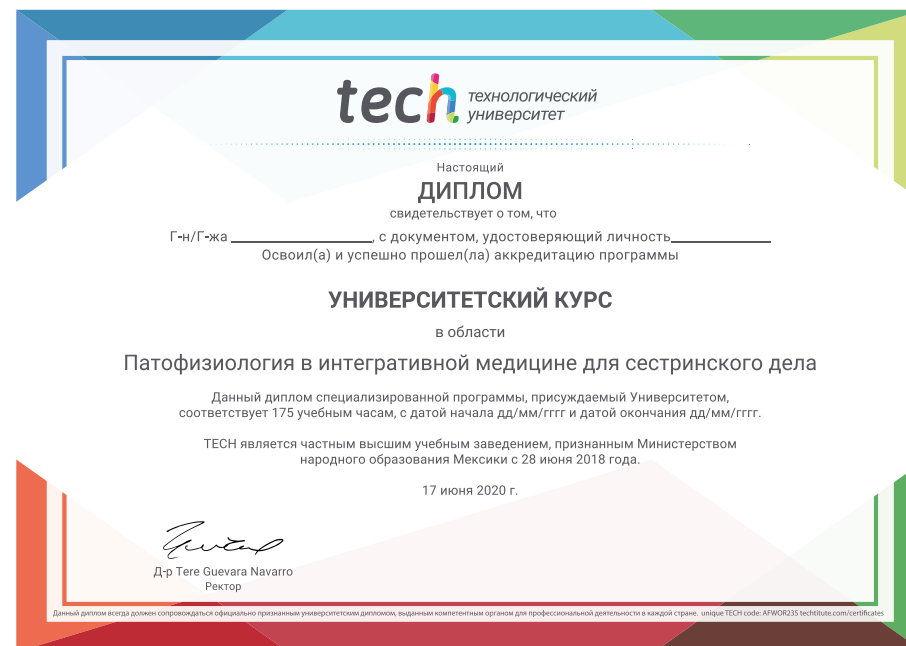 tech технологический университет
Настоящий
ДИПЛОМ
свидетельствует о том, что
Г-н/Г-жа ________________, с документом, удостоверяющий личность____________
Освоил(а) и успешно прошел(ла) аккредитацию программы
УНИВЕРСИТЕТСКИЙ КУРС
в области
Патофизиология в интегративной медицине для сестринского дела
Данный диплом специализированной программы, присуждаемый Университетом,
соответствует 175 учебным часам, с датой начала дд/мм/гггг и датой окончания дд/мм/гггг.
TECH является частным высшим учебным заведением, признанным Министерством
народного образования Мексики с 28 июня 2018 года.
17 июня 2020 г.
Д-р Tere Guevara Navarro
Ректор
Данный диплом всегда должен сопровождаться официально признанным университетским дипломом, выданным компетентным органом для профессиональной деятельности в каждой стране. unique TECH code: AFWOR23S techtitute.com/certificates